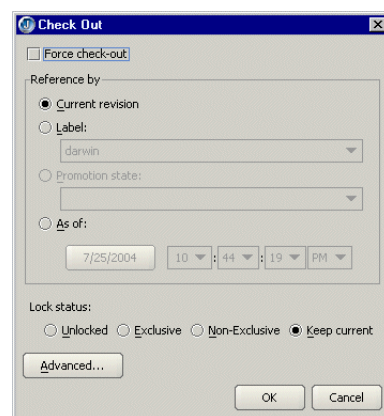 Check Out
Force check-out
Reference by
Current revision
Label:
darwin
Promotion state:
As of:
7/25/2004 10 : 44 : 19 PM
Lock status:
Unlocked Exclusive Non-Exclusive Keep current
Advanced...
OK Cancel